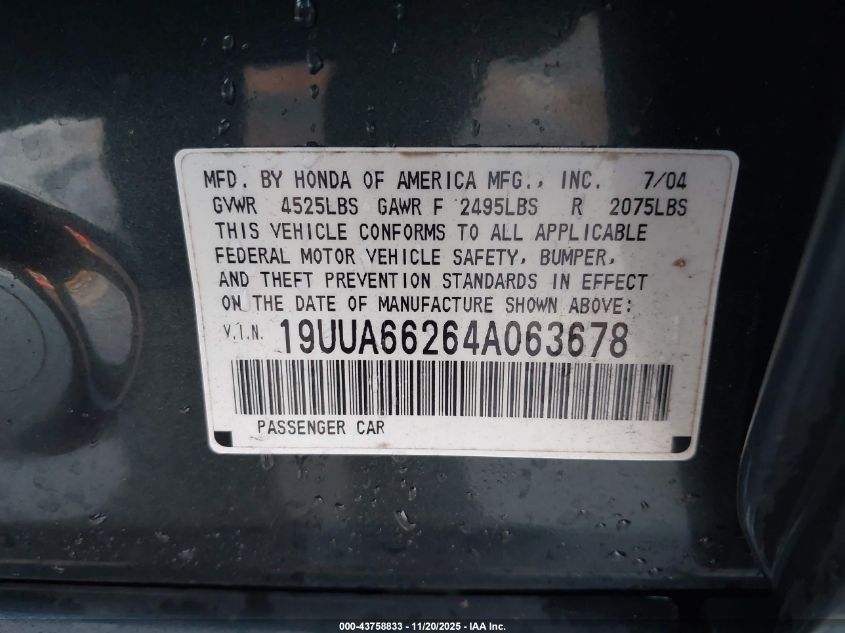 MFD. BY HONDA OF AMERICA MFG., INC. 7/04
GVWR 4525LBS GAWR F 2495LBS R 2075LBS
THIS VEHICLE CONFORMS TO ALL APPLICABLE
FEDERAL MOTOR VEHICLE SAFETY, BUMPER,
AND THEFT PREVENTION STANDARDS IN EFFECT
ON THE DATE OF MANUFACTURE SHOWN ABOVE:
V.I.N. 19UUA66264A063678
PASSENGER CAR
000-43758833 - 11/20/2025 - IAA Inc.